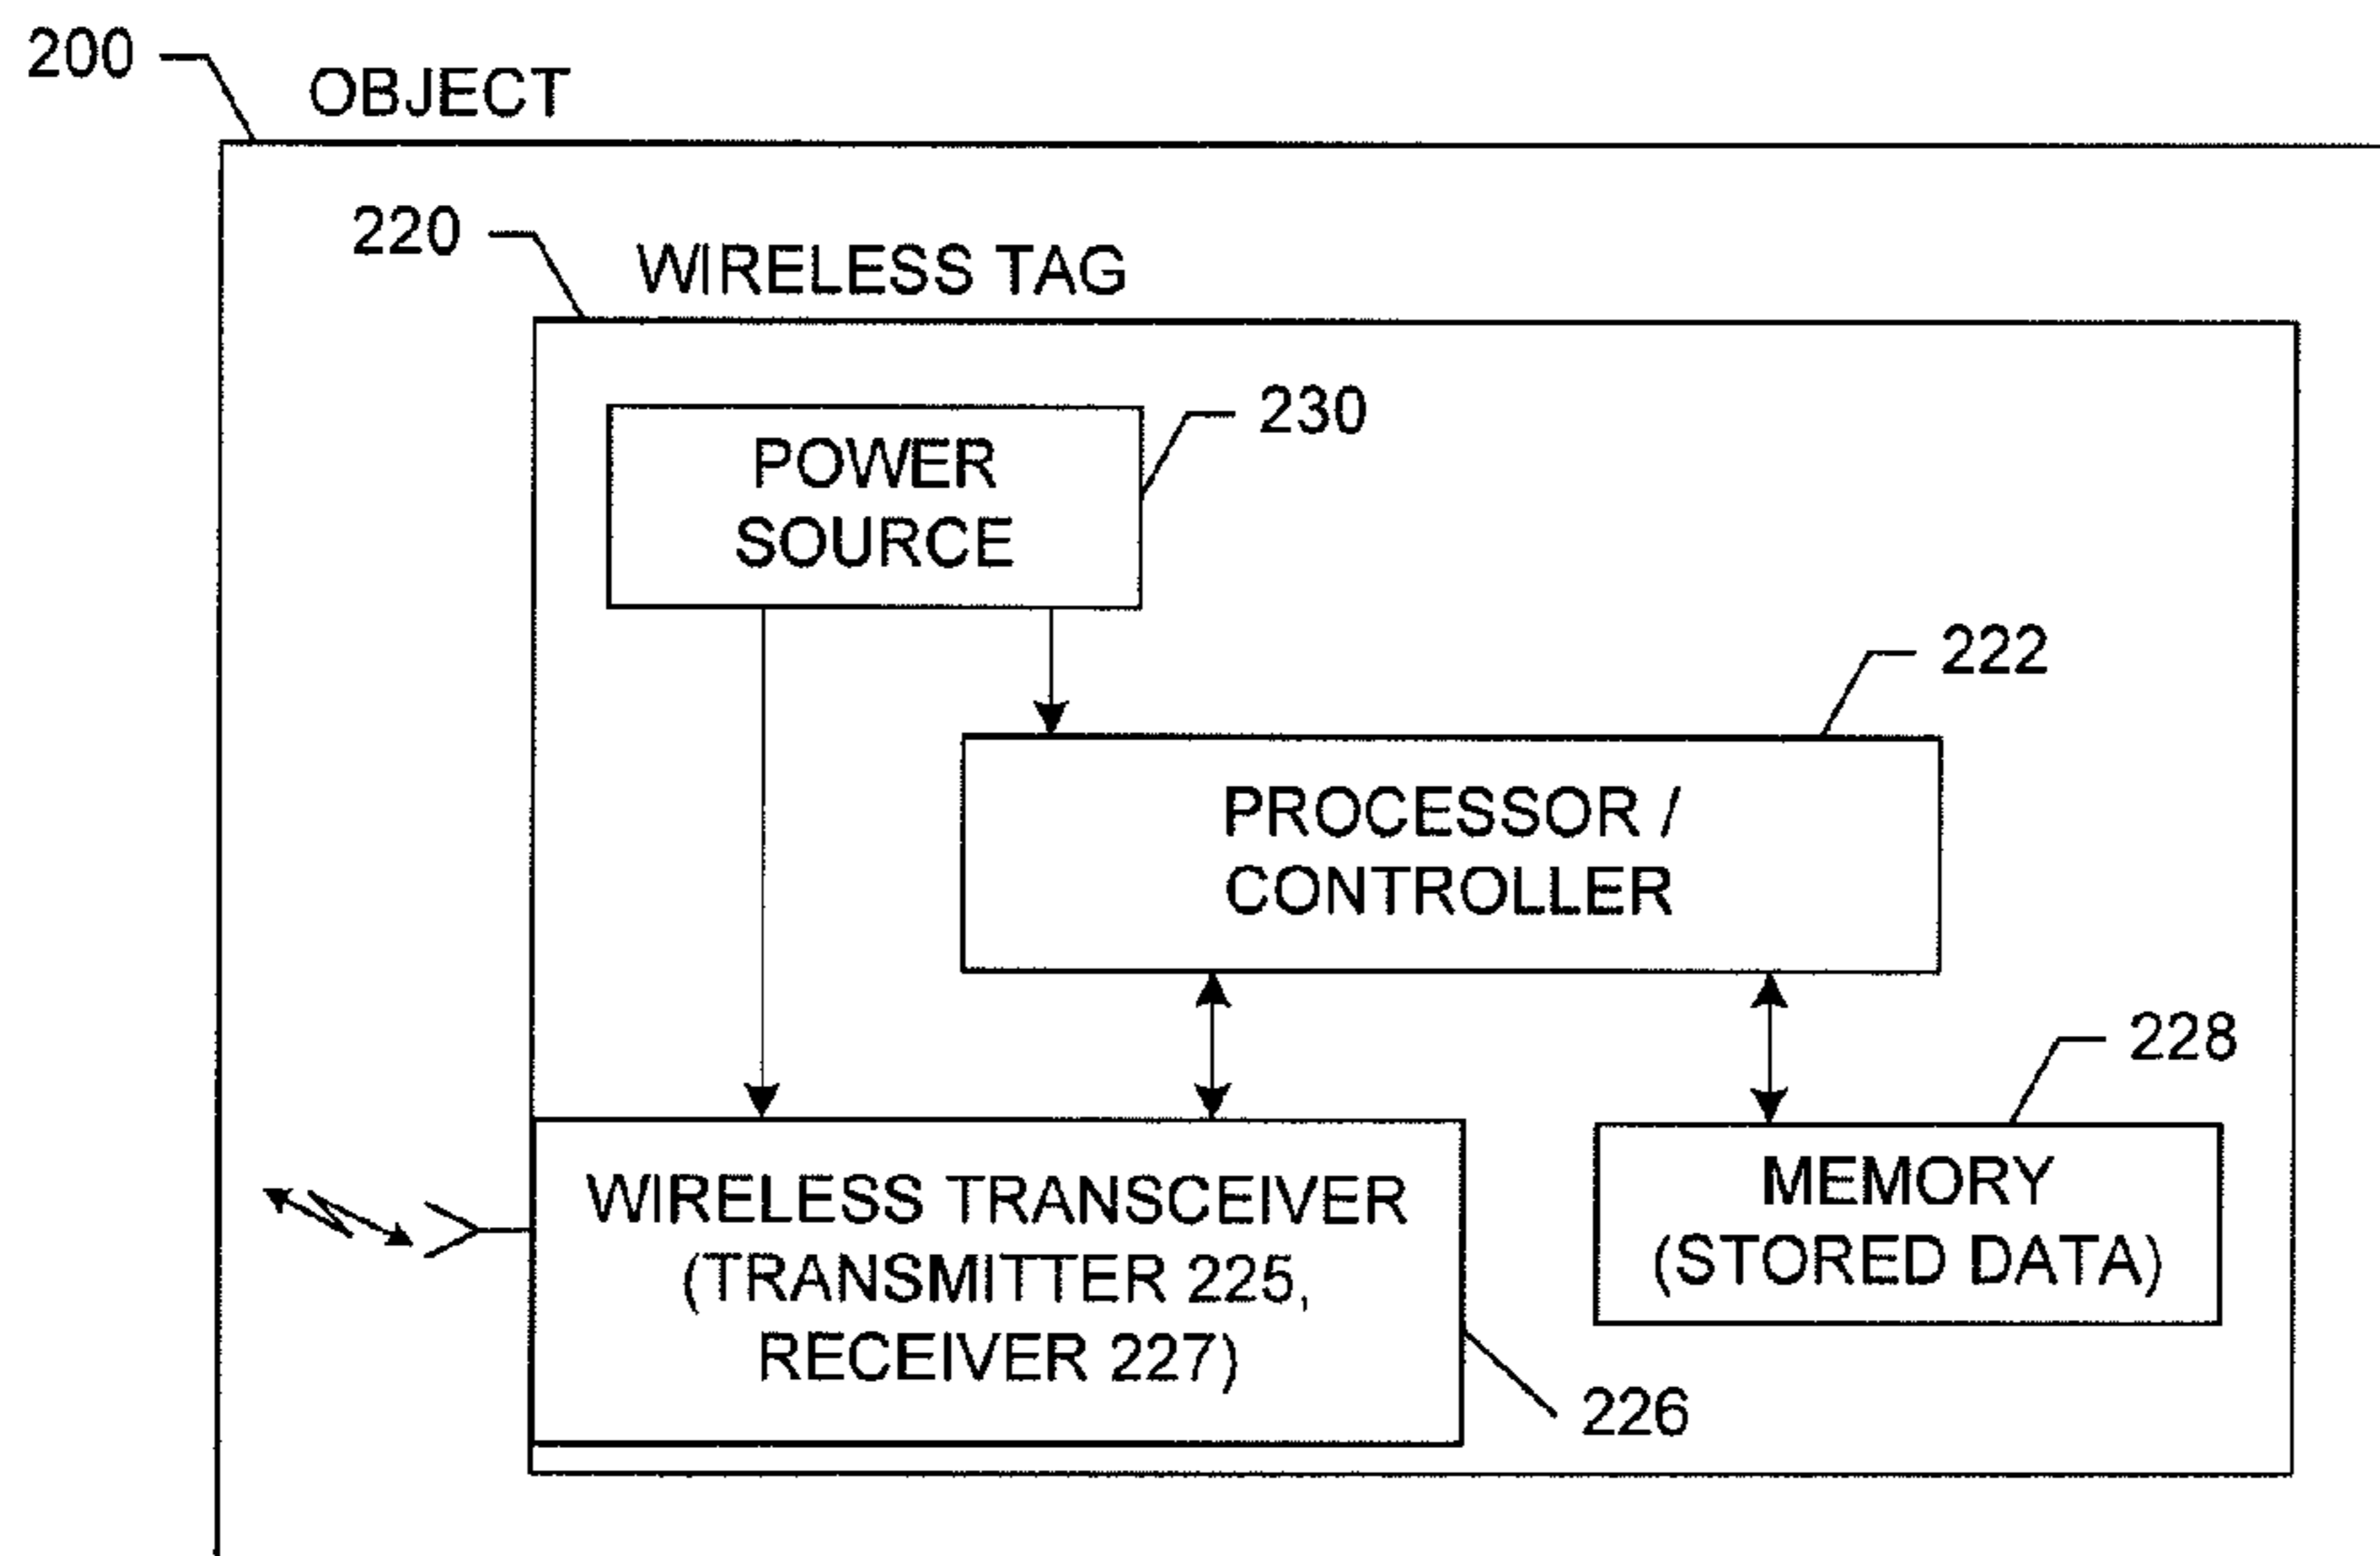 200
OBJECT
220
WIRELESS TAG
230
POWER
SOURCE
222
PROCESSOR /
CONTROLLER
228
WIRELESS TRANSCEIVER
(TRANSMITTER 225,
RECEIVER 227)
MEMORY
(STORED DATA)
226